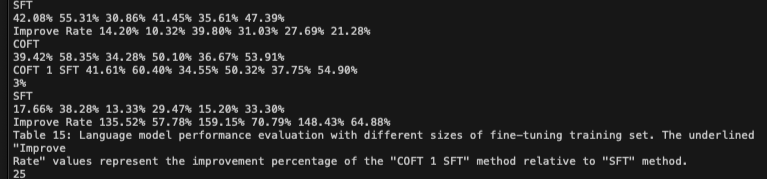 SFT
42.08% 55.31% 30.86% 41.45% 35.61% 47.39%
Improve Rate 14.20% 10.32% 39.80% 31.03% 27.69% 21.28%
COFT
39.42% 58.35% 34.28% 50.10% 36.67% 53.91%
COFT 1 SFT 41.61% 60.40% 34.55% 50.32% 37.75% 54.90%
3%
SFT
17.66% 38.28% 13.33% 29.47% 15.20% 33.30%
Improve Rate 135.52% 57.78% 159.15% 70.79% 148.43% 64.88%
Table 15: Language model performance evaluation with different sizes of fine-tuning training set. The underlined
"Improve
Rate" values represent the improvement percentage of the "COFT 1 SFT" method relative to "SFT" method.
25